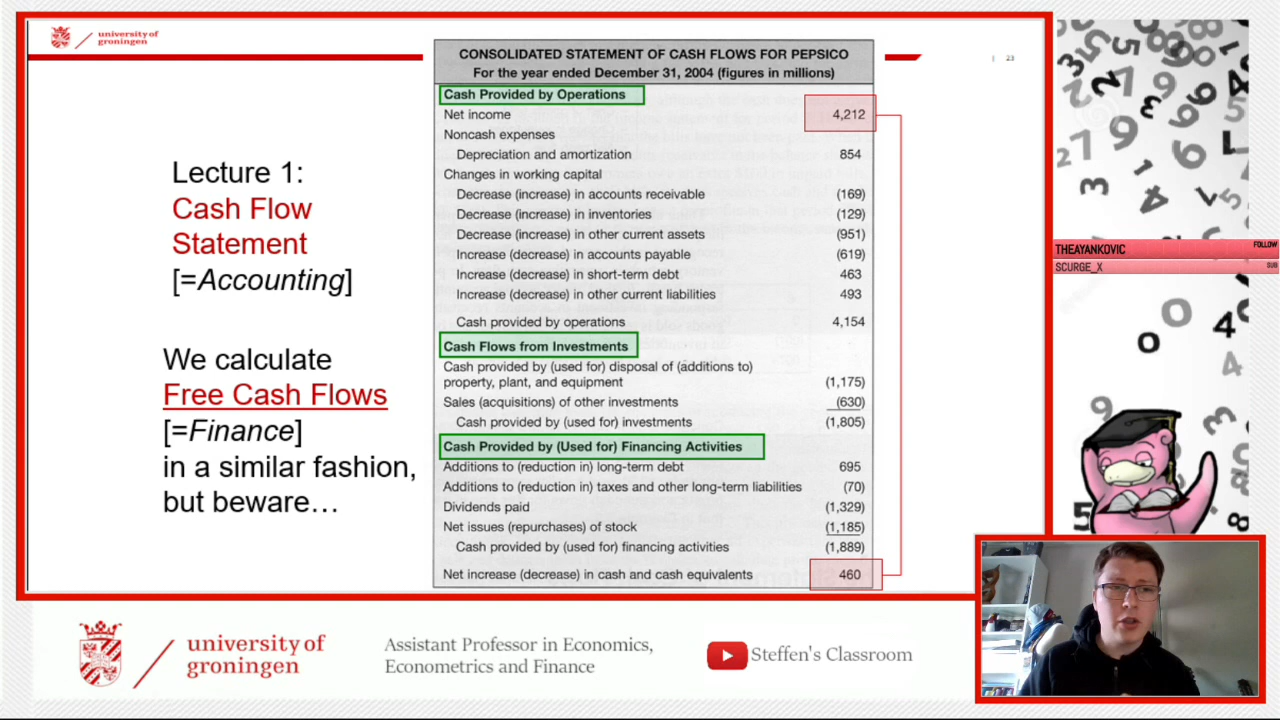 university of
groningen
23
Lecture 1:
Cash Flow
Statement
[=Accounting]
We calculate
Free Cash Flows
[=Finance]
in a similar fashion,
but beware…
CONSOLIDATED STATEMENT OF CASH FLOWS FOR PEPSICO
For the year ended December 31, 2004 (figures in millions)
Cash Provided by Operations
Net income 4,212
Noncash expenses
Depreciation and amortization 854
Changes in working capital
Decrease (increase) in accounts receivable (169)
Decrease (increase) in inventories (129)
Decrease (increase) in other current assets (951)
Increase (decrease) in accounts payable (619)
Increase (decrease) in short-term debt 463
Increase (decrease) in other current liabilities 493
Cash provided by operations 4,154
Cash Flows from Investments
Cash provided by (used for) disposal of (additions to)
property, plant, and equipment (1,175)
Sales (acquisitions) of other investments (630)
Cash provided by (used for) investments (1,805)
Cash Provided by (Used for) Financing Activities
Additions to (reduction in) long-term debt 695
Additions to (reduction in) taxes and other long-term liabilities (70)
Dividends paid (1,329)
Net issues (repurchases) of stock (1,185)
Cash provided by (used for) financing activities (1,889)
Net increase (decrease) in cash and cash equivalents 460
THEAYANKOVIC FOLLOW
SCURGE_X SUB
university of
groningen
Assistant Professor in Economics,
Econometrics and Finance
Steffen's Classroom